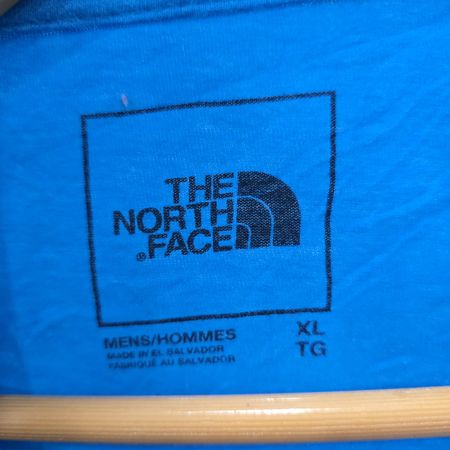 THE
NORTH
FACE
MENS/HOMMES XL
MADE IN EL SALVADOR TG
FABRIQUÉ AU SALVADOR